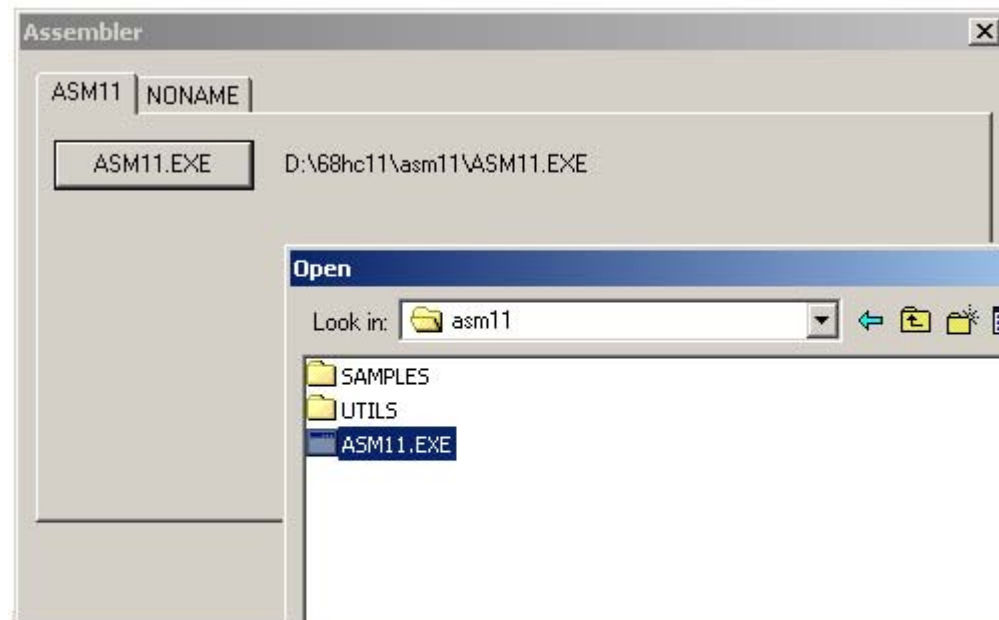 Assembler
ASM11 NONAME
ASM11.EXE D:\68hc11\asm11\ASM11.EXE
Open
Look in: asm11
SAMPLES
UTILS
ASM11.EXE